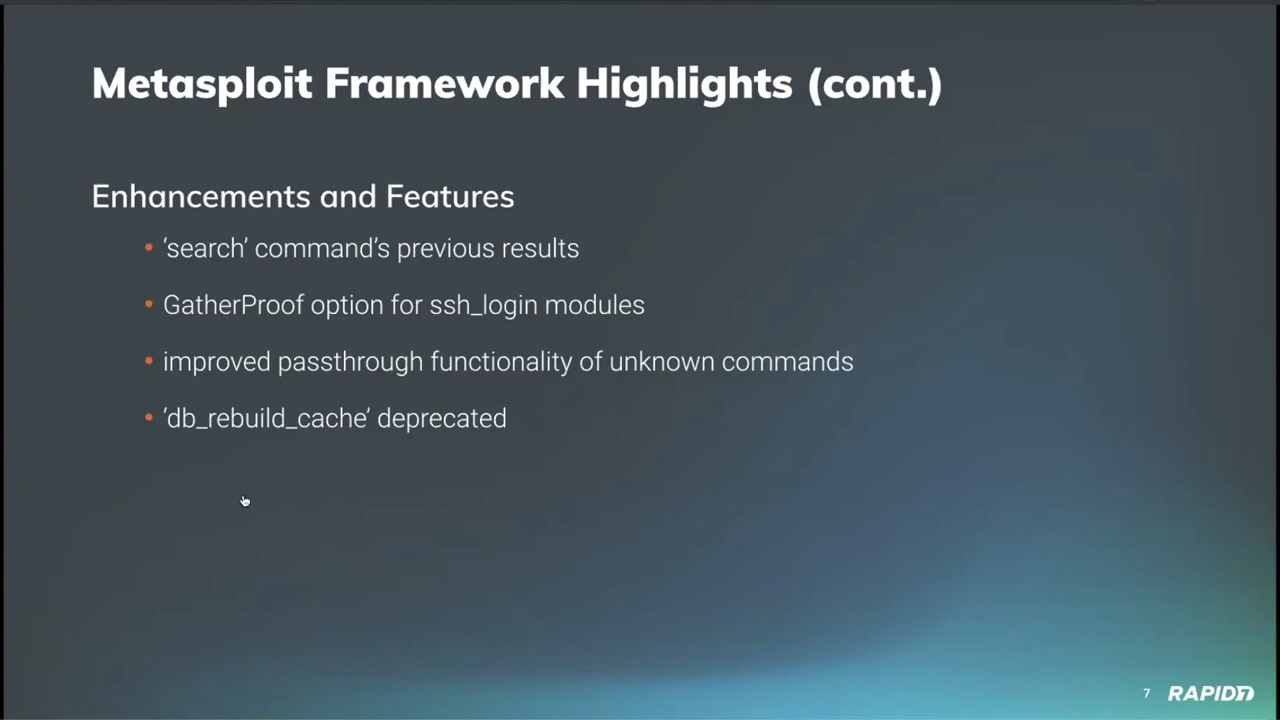 Metasploit Framework Highlights (cont.)
Enhancements and Features
• ‘search’ command’s previous results
• GatherProof option for ssh_login modules
• improved passthrough functionality of unknown commands
• ‘db_rebuild_cache’ deprecated
7 RAPID7